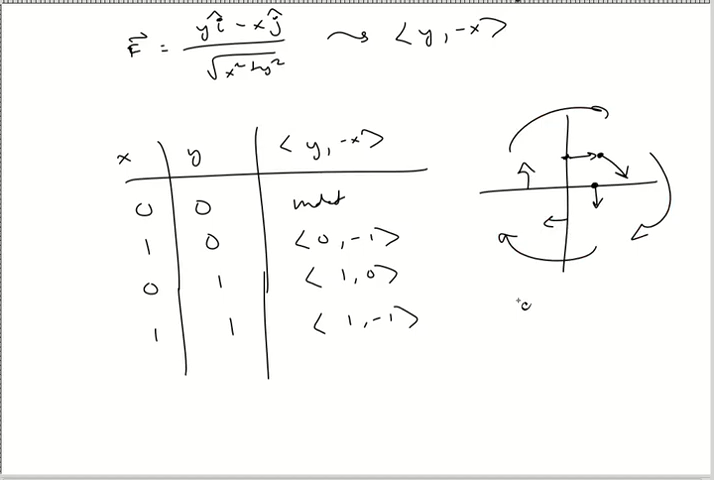 F⃗ = (yî - xĵ) / √(x² + y²) ⇝ ⟨y, -x⟩
x y ⟨y, -x⟩
0 0 undef
1 0 ⟨0, -1⟩
0 1 ⟨1, 0⟩
1 1 ⟨1, -1⟩